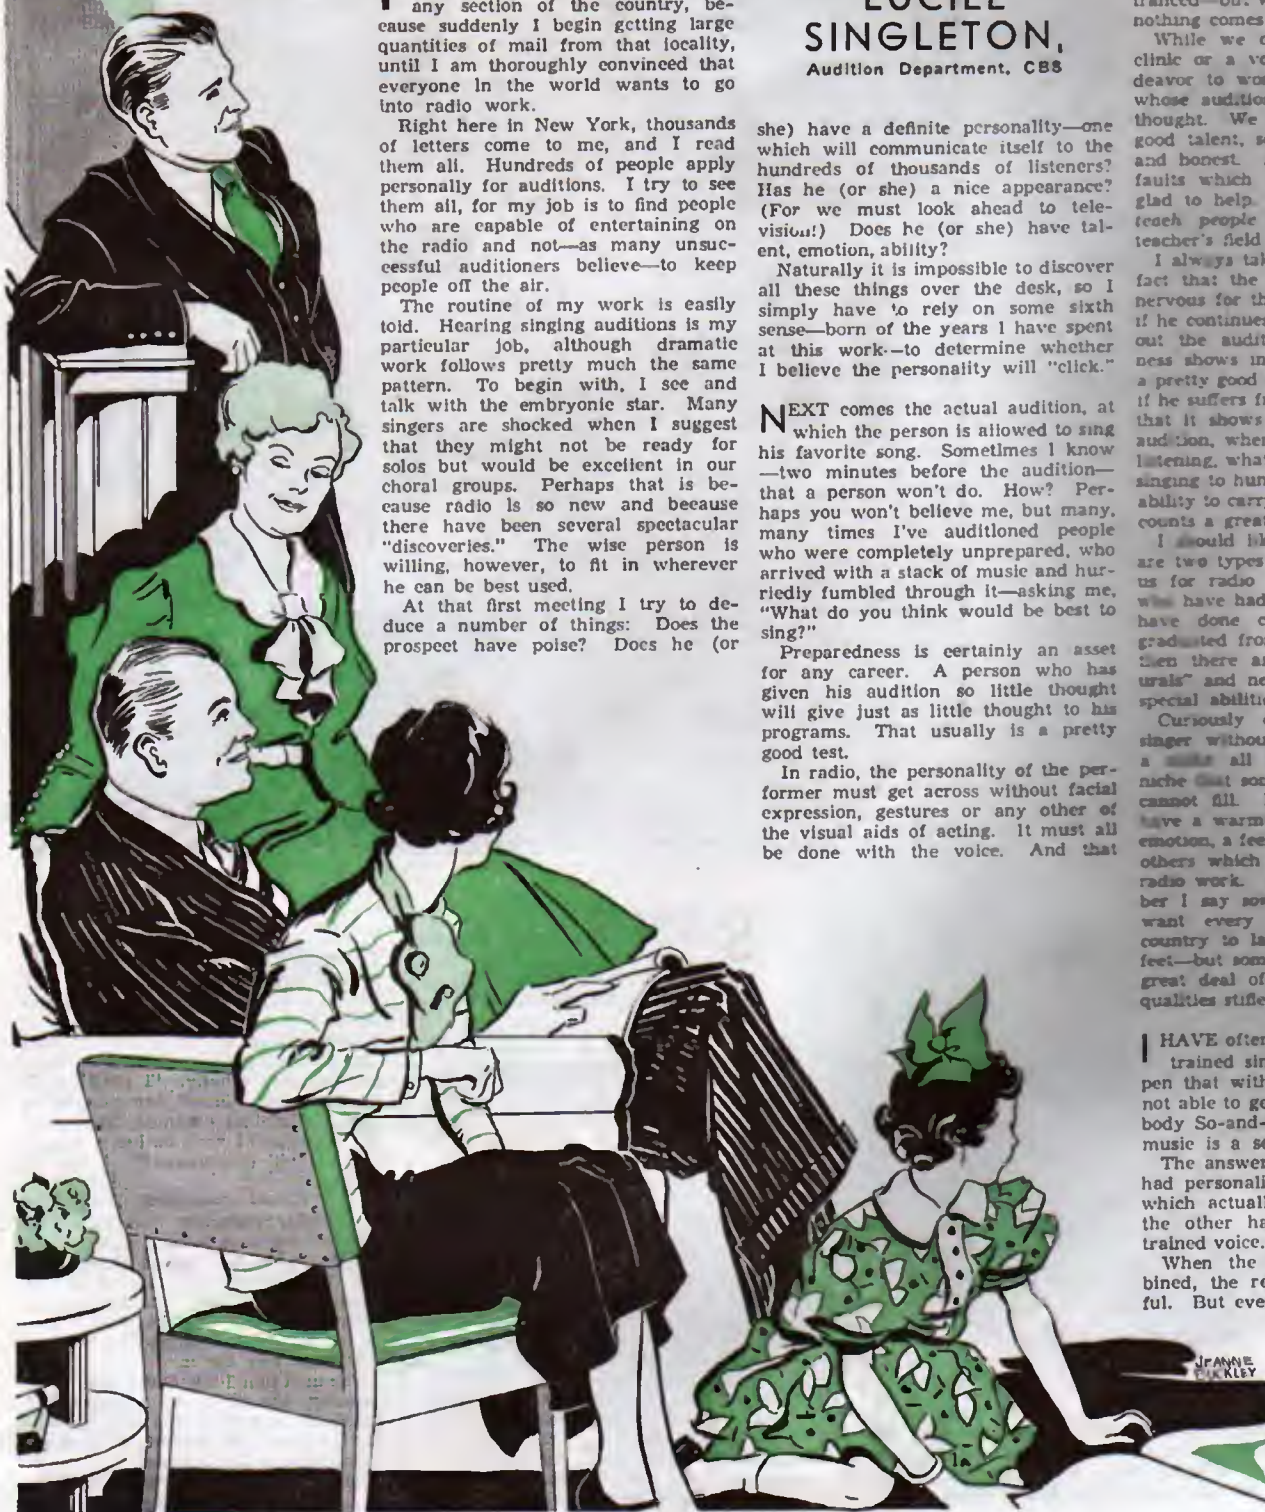 any section of the country, be-
cause suddenly I begin getting large
quantities of mail from that locality,
until I am thoroughly convinced that
everyone in the world wants to go
into radio work.
Right here in New York, thousands
of letters come to me, and I read
them all. Hundreds of people apply
personally for auditions. I try to see
them all, for my job is to find people
who are capable of entertaining on
the radio and not—as many unsuc-
cessful auditioners believe—to keep
people off the air.
The routine of my work is easily
told. Hearing singing auditions is my
particular job, although dramatic
work follows pretty much the same
pattern. To begin with, I see and
talk with the embryonic star. Many
singers are shocked when I suggest
that they might not be ready for
solos but would be excellent in our
choral groups. Perhaps that is be-
cause radio is so new and because
there have been several spectacular
"discoveries." The wise person is
willing, however, to fit in wherever
he can be best used.
At that first meeting I try to de-
duce a number of things: Does the
prospect have poise? Does he (or
LUCILL
SINGLETON,
Audition Department, CBS
she) have a definite personality—one
which will communicate itself to the
hundreds of thousands of listeners?
Has he (or she) a nice appearance?
(For we must look ahead to tele-
vision!) Does he (or she) have tal-
ent, emotion, ability?
Naturally it is impossible to discover
all these things over the desk, so I
simply have to rely on some sixth
sense—born of the years I have spent
at this work—to determine whether
I believe the personality will "click."
NEXT comes the actual audition, at
which the person is allowed to sing
his favorite song. Sometimes I know
—two minutes before the audition—
that a person won't do. How? Per-
haps you won't believe me, but many,
many times I've auditioned people
who were completely unprepared, who
arrived with a stack of music and hur-
riedly fumbled through it—asking me,
"What do you think would be best to
sing?"
Preparedness is certainly an asset
for any career. A person who has
given his audition so little thought
will give just as little thought to his
programs. That usually is a pretty
good test.
In radio, the personality of the per-
former must get across without facial
expression, gestures or any other of
the visual aids of acting. It must all
be done with the voice. And that
nothing comes
While we
clinic or a
deavor to
whose audition
thought. We
good talent,
and honest.
faults which
glad to help.
teach people
teacher's field
I always
fact that the
nervous for
if he continues
out the
ness shows
a pretty good
if he suffers
that it shows
audition,
listening,
singing to
ability to carry
counts a great
I should
are two types
us for radio
who have had
have done
graduated
then there
urals" and
special
Curiously
singer
a all
niche that
cannot fill.
have a warm
emotion, a
others which
radio work.
ber I say
want every
country to
feet—but
great deal of
qualities
I HAVE
trained
pen that with
not able to
body So-and-
music is a
The answer
had
which
the other
trained voice.
When the
bined, the
ful. But
JEANNE